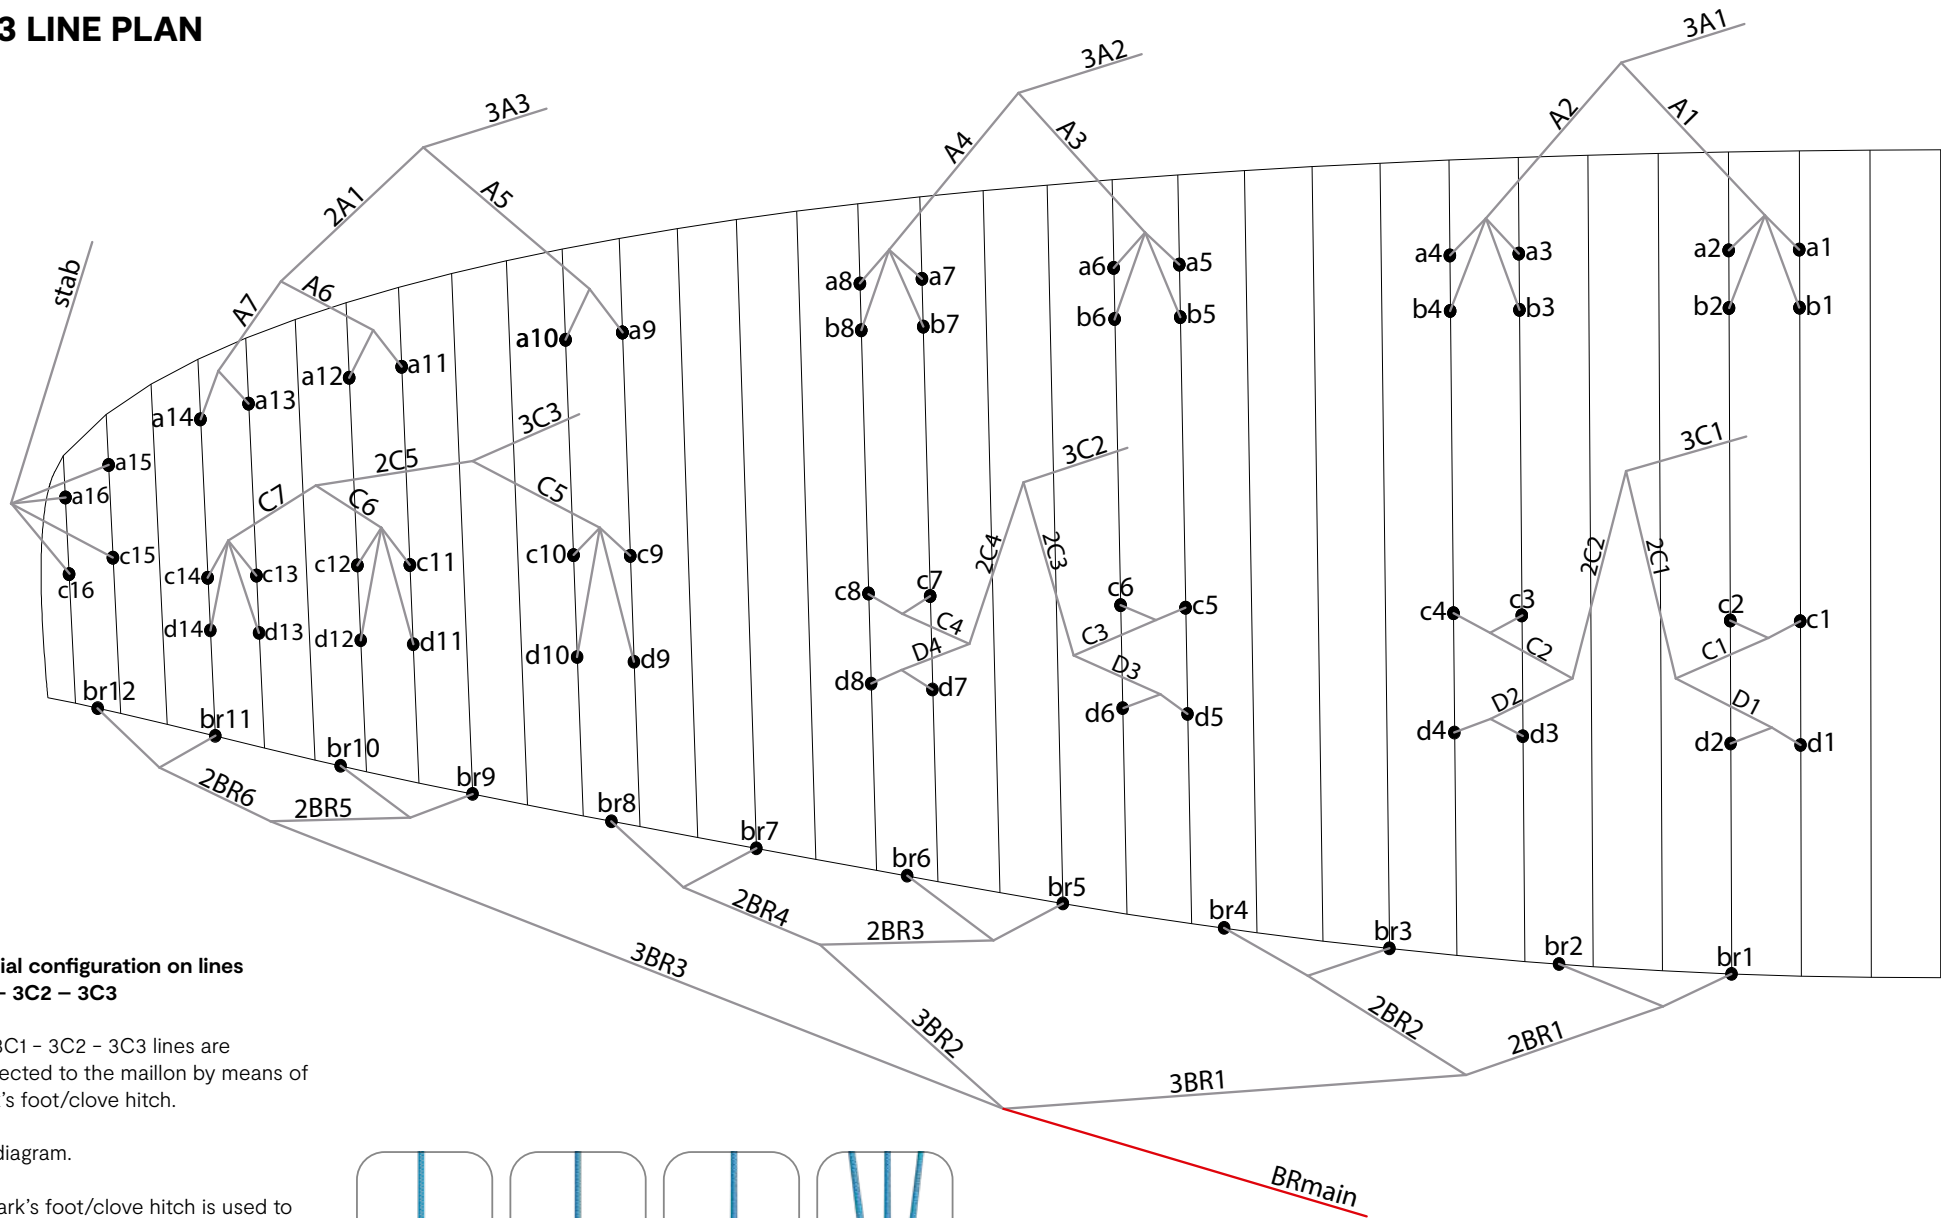 3 LINE PLAN
3A1
3A2
3A3
A2
A1
A4
A3
2A1
A5
stab
A7
A6
a16
a15
a14
a13
a12
a11
a10
a9
a8
a7
a6
a5
a4
a3
a2
a1
b8
b7
b6
b5
b4
b3
b2
b1
3C3
3C2
3C1
2C5
C7
C6
C5
2C4
2C3
2C2
2C1
c16
c15
c14
c13
c12
c11
c10
c9
c8
c7
c6
c5
c4
c3
c2
c1
C4
C3
C2
C1
D4
D3
D2
D1
d14
d13
d12
d11
d10
d9
d8
d7
d6
d5
d4
d3
d2
d1
br12
br11
br10
br9
br8
br7
br6
br5
br4
br3
br2
br1
2BR6
2BR5
2BR4
2BR3
2BR2
2BR1
3BR3
3BR2
3BR1
BRmain
ial configuration on lines
– 3C2 – 3C3
3C1 – 3C2 – 3C3 lines are
ected to the maillon by means of
's foot/clove hitch.
diagram.
ark's foot/clove hitch is used to